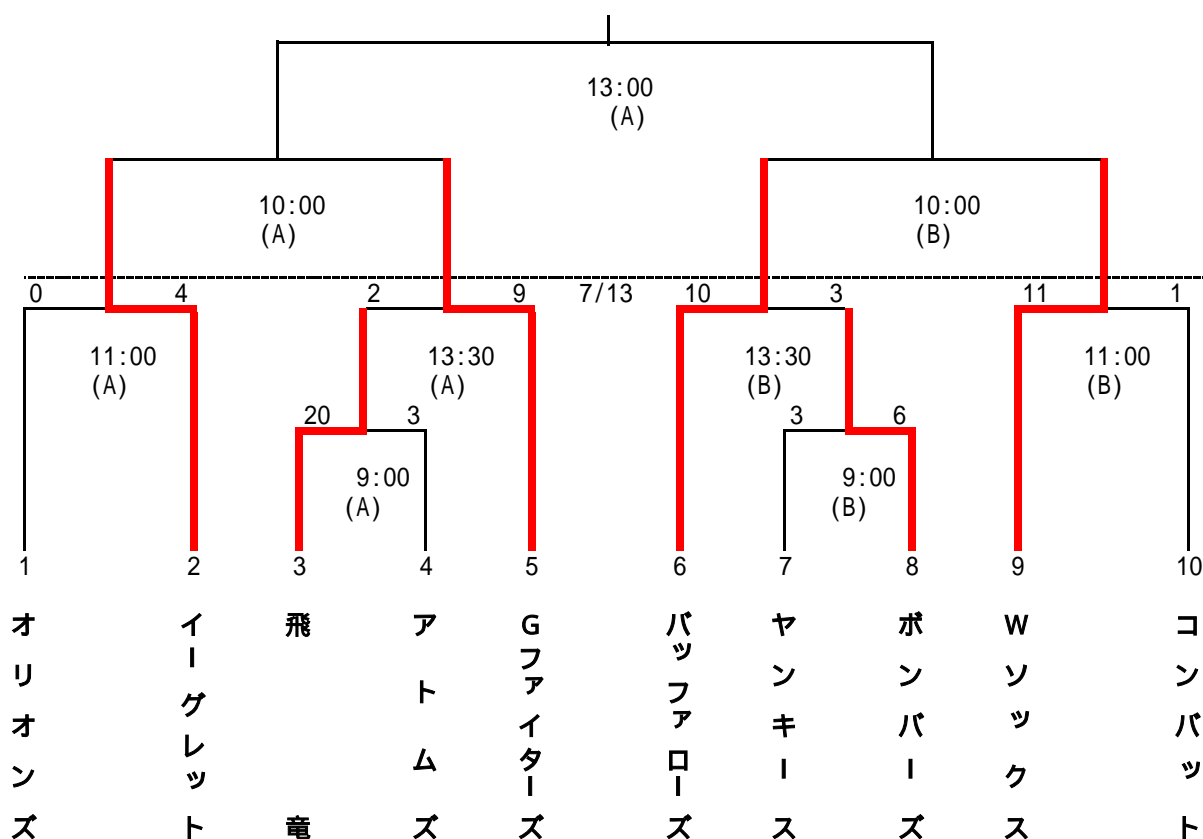 13:00
(A)
10:00
(A)
10:00
(B)
0 4 2 9 7/13 10 3 11 1
11:00
(A)
13:30
(A)
13:30
(B)
11:00
(B)
20 3 3 6
9:00
(A)
9:00
(B)
1 2 3 4 5 6 7 8 9 10
オリオンズ
イーグレット
飛竜
アトムズ
Gファイターズ
バッファローズ
ヤンキース
ボンバーズ
Wソックス
コンバット